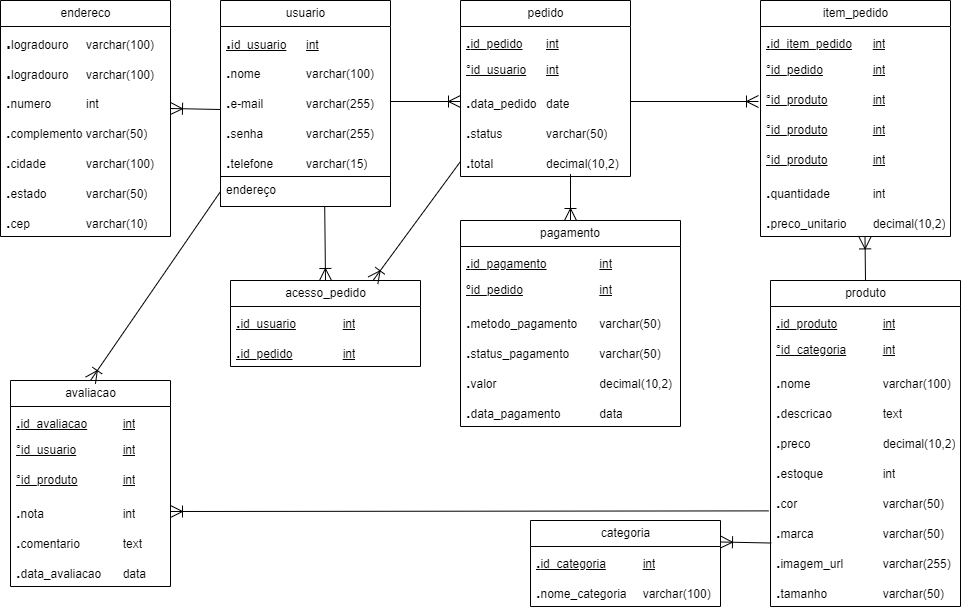 endereco
.logradouro varchar(100)
.logradouro varchar(100)
.numero int
.complemento varchar(50)
.cidade varchar(100)
.estado varchar(50)
.cep varchar(10)
usuario
.id_usuario int
.nome varchar(100)
.e-mail varchar(255)
.senha varchar(255)
.telefone varchar(15)
endereço
pedido
.id_pedido int
°id_usuario int
.data_pedido date
.status varchar(50)
.total decimal(10,2)
item_pedido
.id_item_pedido int
°id_pedido int
°id_produto int
°id_produto int
°id_produto int
.quantidade int
.preco_unitario decimal(10,2)
acesso_pedido
.id_usuario int
.id_pedido int
pagamento
.id_pagamento int
°id_pedido int
.metodo_pagamento varchar(50)
.status_pagamento varchar(50)
.valor decimal(10,2)
.data_pagamento data
produto
.id_produto int
°id_categoria int
.nome varchar(100)
.descricao text
.preco decimal(10,2)
.estoque int
.cor varchar(50)
.marca varchar(50)
.imagem_url varchar(255)
.tamanho varchar(50)
avaliacao
.id_avaliacao int
°id_usuario int
°id_produto int
.nota int
.comentario text
.data_avaliacao data
categoria
.id_categoria int
.nome_categoria varchar(100)